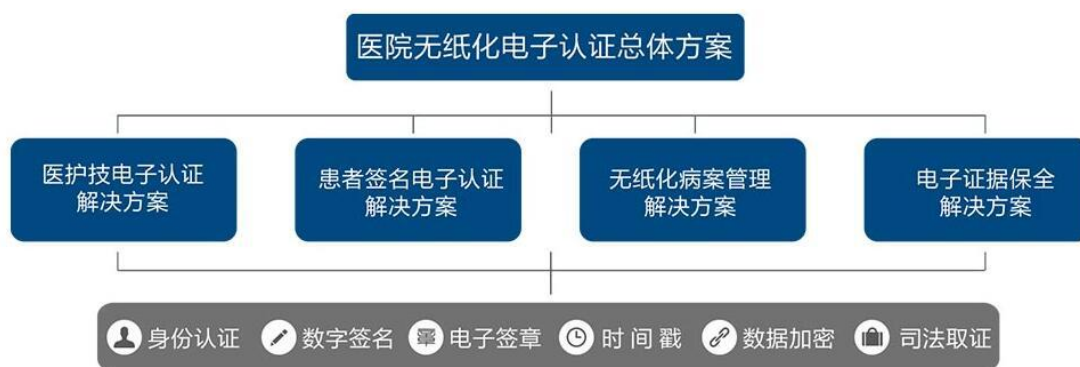 医院无纸化电子认证总体方案
医护技电子认证
解决方案
患者签名电子认证
解决方案
无纸化病案管理
解决方案
电子证据保全
解决方案
身份认证 数字签名 电子签章 时间戳 数据加密 司法取证